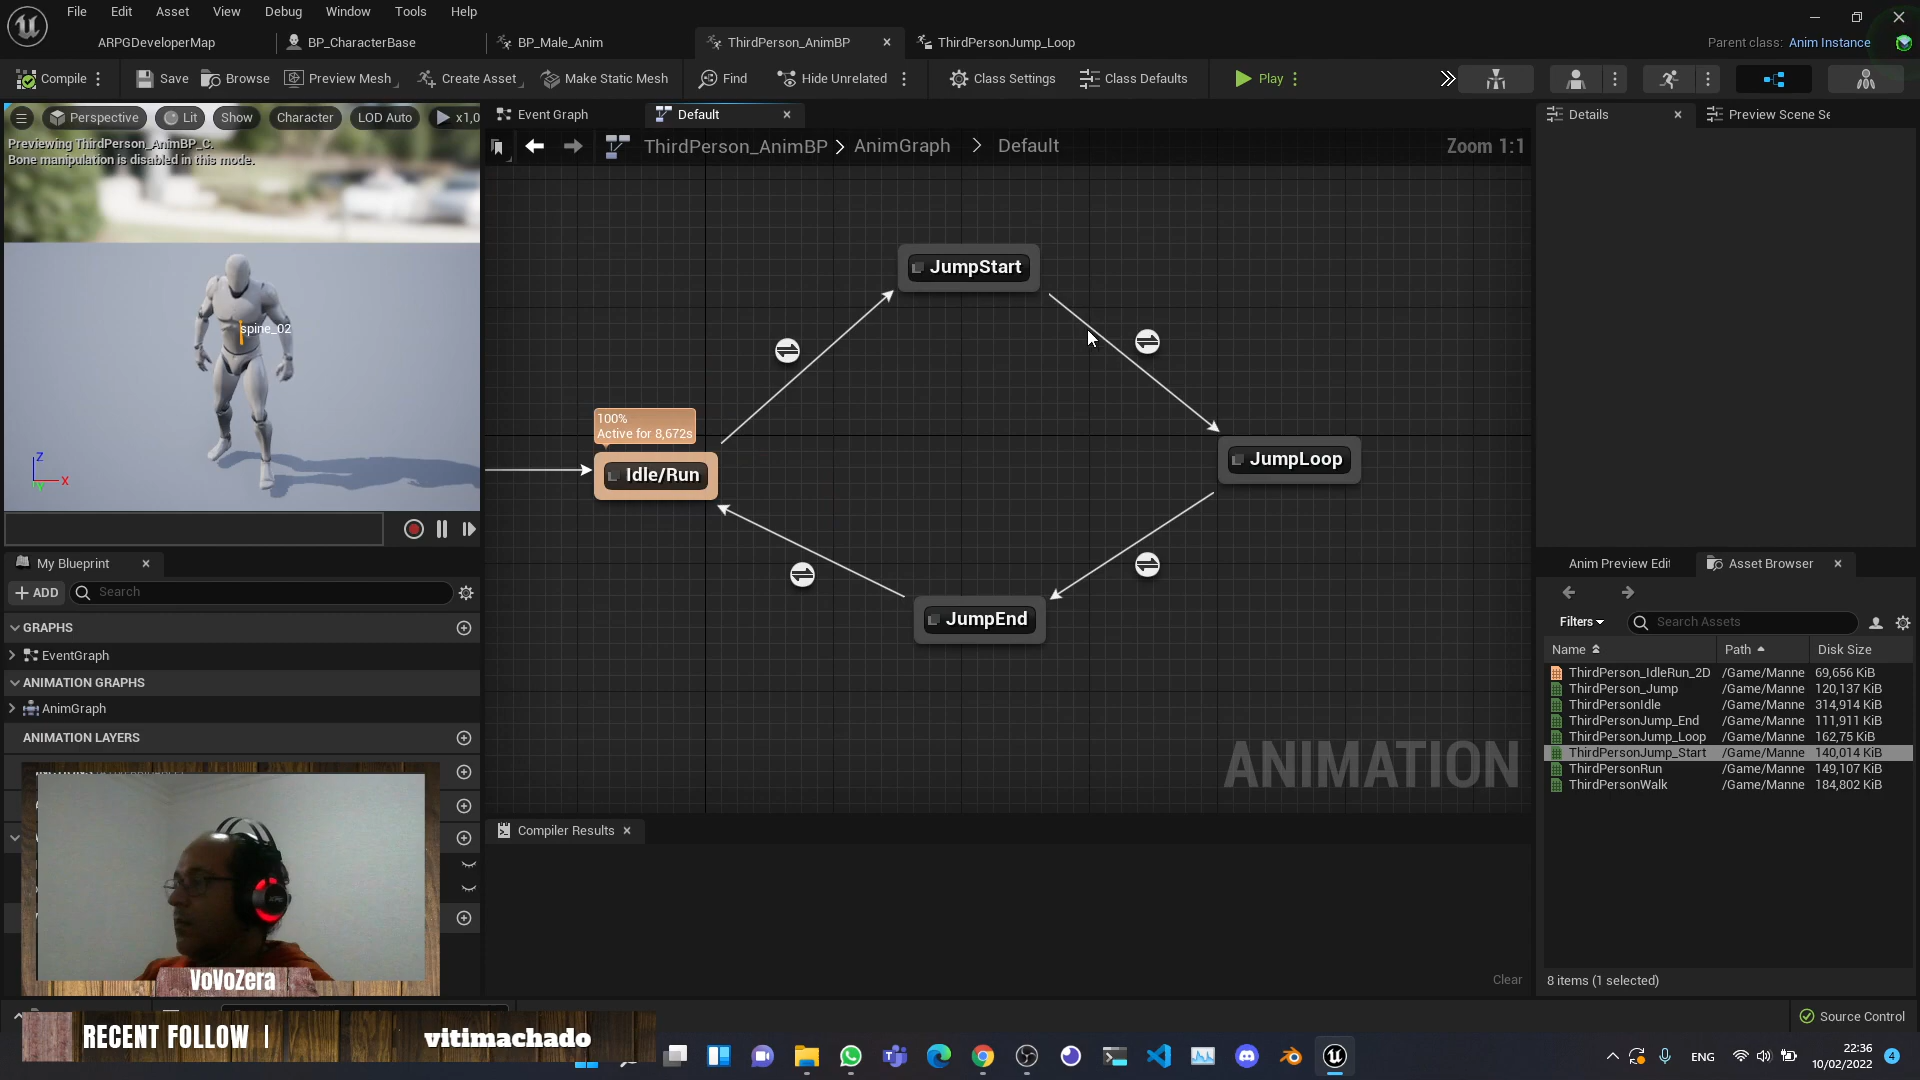 File Edit Asset View Debug Window Tools Help
ARPGDeveloperMap BP_CharacterBase BP_Male_Anim ThirdPerson_AnimBP ThirdPersonJump_Loop
Parent class: Anim Instance
Compile Save Browse Preview Mesh Create Asset Make Static Mesh Find Hide Unrelated Class Settings Class Defaults Play
Perspective Lit Show Character LOD Auto x1,0
Previewing ThirdPerson_AnimBP_C.
Bone manipulation is disabled in this mode.
spine_02
Z
X
Y
Event Graph Default
ThirdPerson_AnimBP > AnimGraph > Default
Zoom 1:1
JumpStart
100%
Active for 8,672s
Idle/Run
JumpLoop
JumpEnd
ANIMATION
Details Preview Scene Se
My Blueprint
ADD Search
GRAPHS
EventGraph
ANIMATION GRAPHS
AnimGraph
ANIMATION LAYERS
Compiler Results
Clear
Anim Preview Edit Asset Browser
Filters Search Assets
Name Path Disk Size
ThirdPerson_IdleRun_2D /Game/Manne 69,656 KiB
ThirdPerson_Jump /Game/Manne 120,137 KiB
ThirdPersonIdle /Game/Manne 314,914 KiB
ThirdPersonJump_End /Game/Manne 111,911 KiB
ThirdPersonJump_Loop /Game/Manne 162,75 KiB
ThirdPersonJump_Start /Game/Manne 140,014 KiB
ThirdPersonRun /Game/Manne 149,107 KiB
ThirdPersonWalk /Game/Manne 184,802 KiB
8 items (1 selected)
VoVoZera
RECENT FOLLOW | vitimachado
Source Control
ENG
22:36
10/02/2022
4